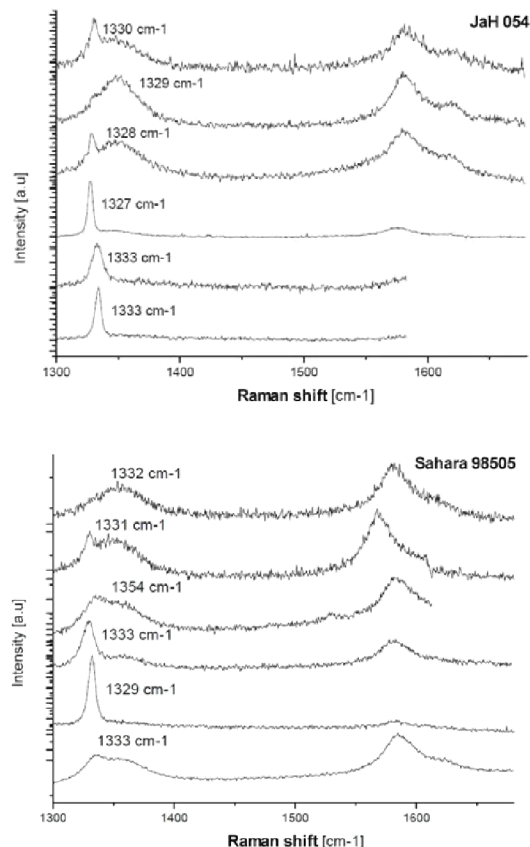 JaH 054
1330 cm-1
1329 cm-1
1328 cm-1
1327 cm-1
1333 cm-1
1333 cm-1
Intensity [a.u]
1300 1400 1500 1600
Raman shift [cm-1]
Sahara 98505
1332 cm-1
1331 cm-1
1354 cm-1
1333 cm-1
1329 cm-1
1333 cm-1
Intensity [a.u]
1300 1400 1500 1600
Raman shift [cm-1]